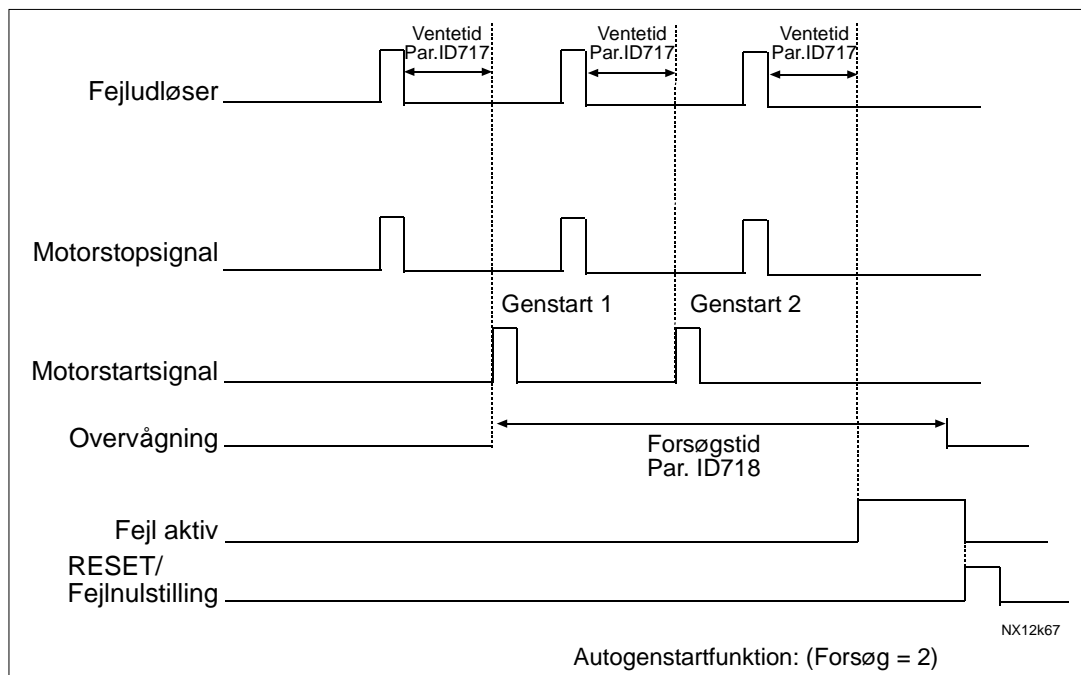 Ventetid
Par.ID717
Ventetid
Par.ID717
Ventetid
Par.ID717
Fejludløser
Motorstopsignal
Genstart 1
Genstart 2
Motorstartsignal
Overvågning
Forsøgstid
Par. ID718
Fejl aktiv
RESET/
Fejlnulstilling
NX12k67
Autogenstartfunktion: (Forsøg = 2)